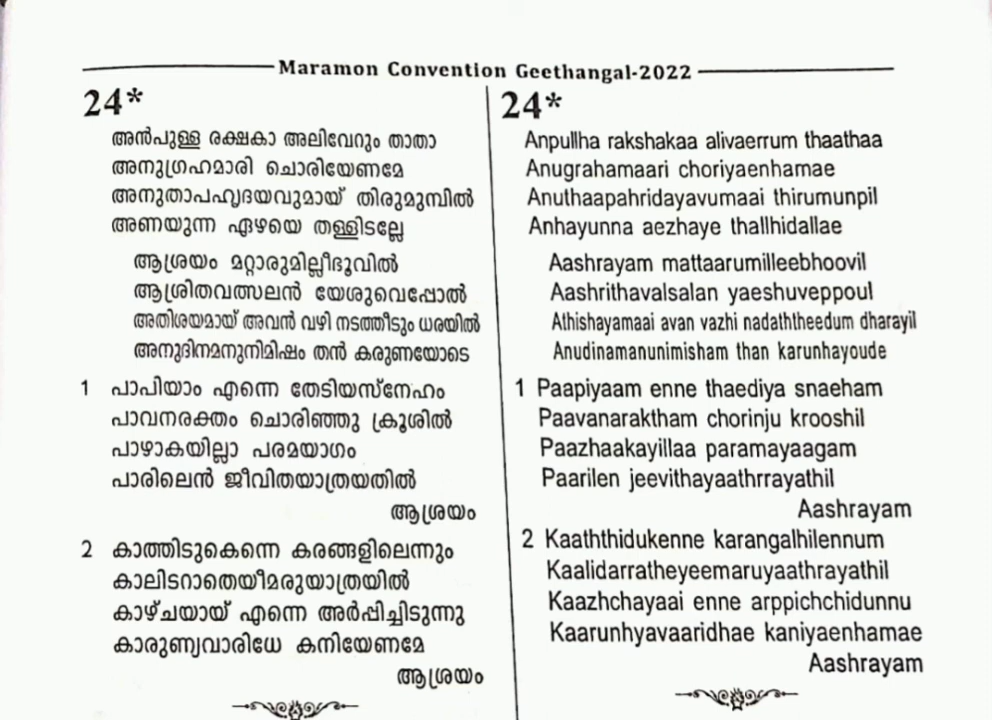 Maramon Convention Geethangal-2022
24*
അൻപുള്ള രക്ഷകാ അലിവേറും താതാ
അനുഗ്രഹമാരി ചൊരിയേണമേ
അനുതാപഹൃദയവുമായ് തിരുമുമ്പിൽ
അണയുന്ന ഏഴയെ തള്ളിടല്ലേ
ആശ്രയം മറ്റാരുമില്ലീഭൂവിൽ
ആശ്രിതവത്സലൻ യേശുവെപ്പോൽ
അതിശയമായ് അവൻ വഴി നടത്തീടും ധരയിൽ
അനുദിനമനുനിമിഷം തൻ കരുണയോടെ
1 പാപിയാം എന്നെ തേടിയസ്നേഹം
പാവനരക്തം ചൊരിഞ്ഞു ക്രൂശിൽ
പാഴാകയില്ലാ പരമയാഗം
പാരിലെൻ ജീവിതയാത്രയതിൽ
ആശ്രയം
2 കാത്തിടുകെന്നെ കരങ്ങളിലെന്നും
കാലിടറാതെയീമരുയാത്രയിൽ
കാഴ്ചയായ് എന്നെ അർപ്പിച്ചിടുന്നു
കാരുണ്യവാരിധേ കനിയേണമേ
ആശ്രയം
24*
Anpullha rakshakaa alivaerrum thaathaa
Anugrahamaari choriyaenhamae
Anuthaapahridayavumaai thirumunpil
Anhayunna aezhaye thallhidallae
Aashrayam mattaarumilleebhoovil
Aashrithavalsalan yaeshuveppoul
Athishayamaai avan vazhi nadaththeedum dharayil
Anudinamanunimisham than karunhayoude
1 Paapiyaam enne thaediya snaeham
Paavanaraktham chorinju krooshil
Paazhaakayillaa paramayaagam
Paarilen jeevithayaathrrayathil
Aashrayam
2 Kaaththidukenne karangalhilennum
Kaalidarratheyeemaruyaathrayathil
Kaazhchayaai enne arppichchidunnu
Kaarunhyavaaridhae kaniyaenhamae
Aashrayam